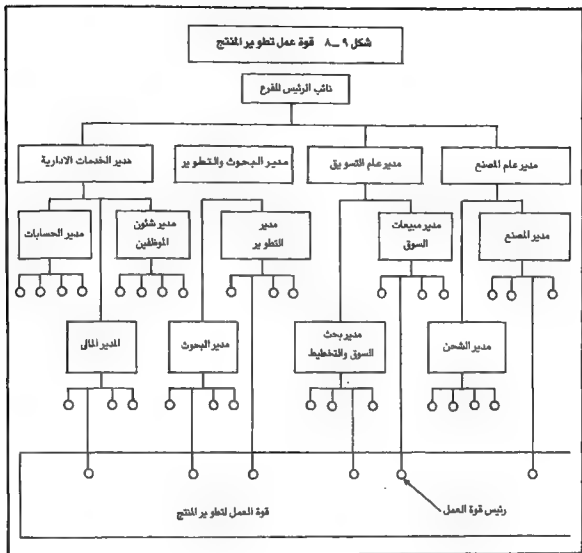 شكل ٩ ــ ٨ قوة عمل تطوير المنتج
نائب الرئيس للفرع
مدير عام المصنع
مدير عام التسويق
مدير البحوث والتطوير
مدير الخدمات الادارية
مدير المصنع
مدير مبيعات
السوق
مدير
التطوير
مدير شئون
الموظفين
مدير الحسابات
مدير الشحن
مدير بحث
السوق والتخطيط
مدير البحوث
المدير المالى
رئيس قوة العمل
قوة العمل لتطوير المنتج